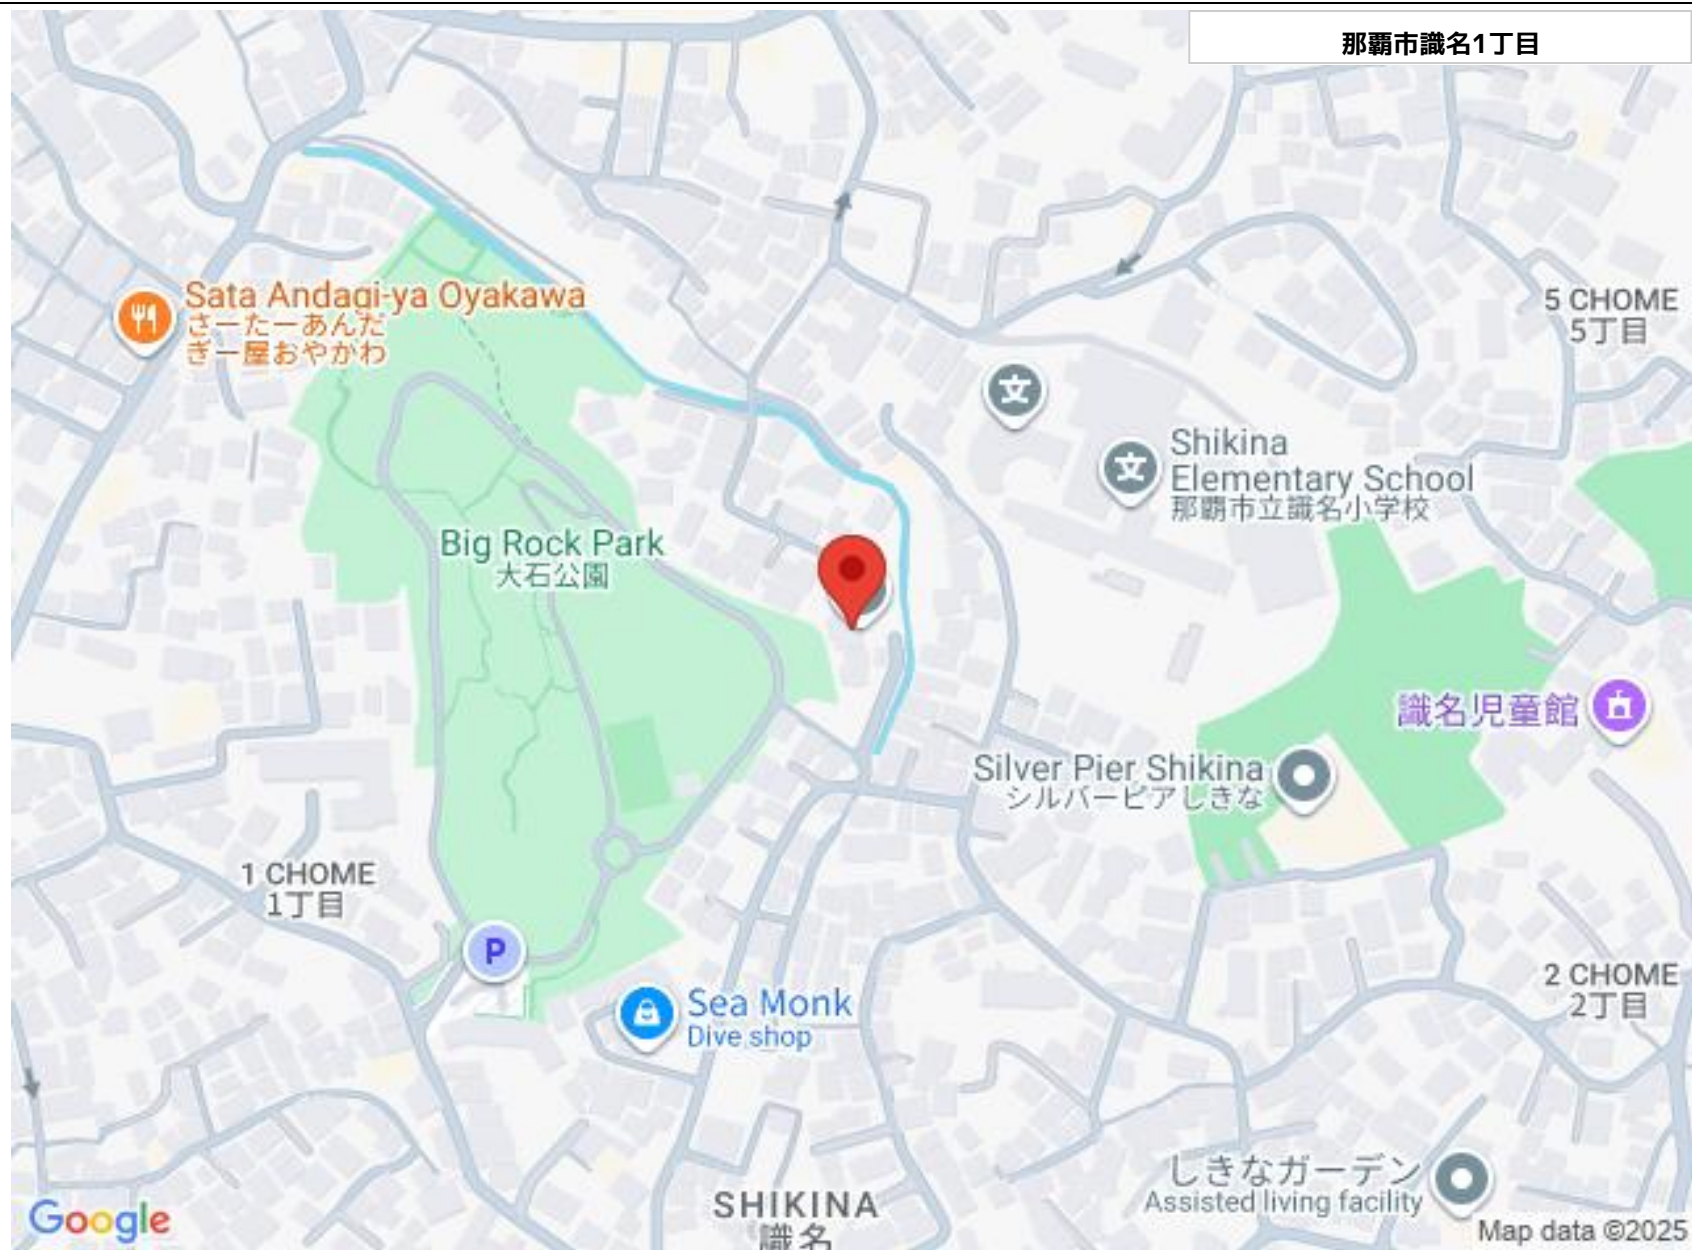 那覇市識名1丁目
Sata Andagi-ya Oyakawa
さーたーあんだ
ぎー屋おやかわ
5 CHOME
5丁目
文
文
Shikina
Elementary School
那覇市立識名小学校
Big Rock Park
大石公園
識名児童館
Silver Pier Shikina
シルバーピアしきな
1 CHOME
1丁目
P
Sea Monk
Dive shop
2 CHOME
2丁目
しきなガーデン
Assisted living facility
SHIKINA
識名
Google
Map data ©2025